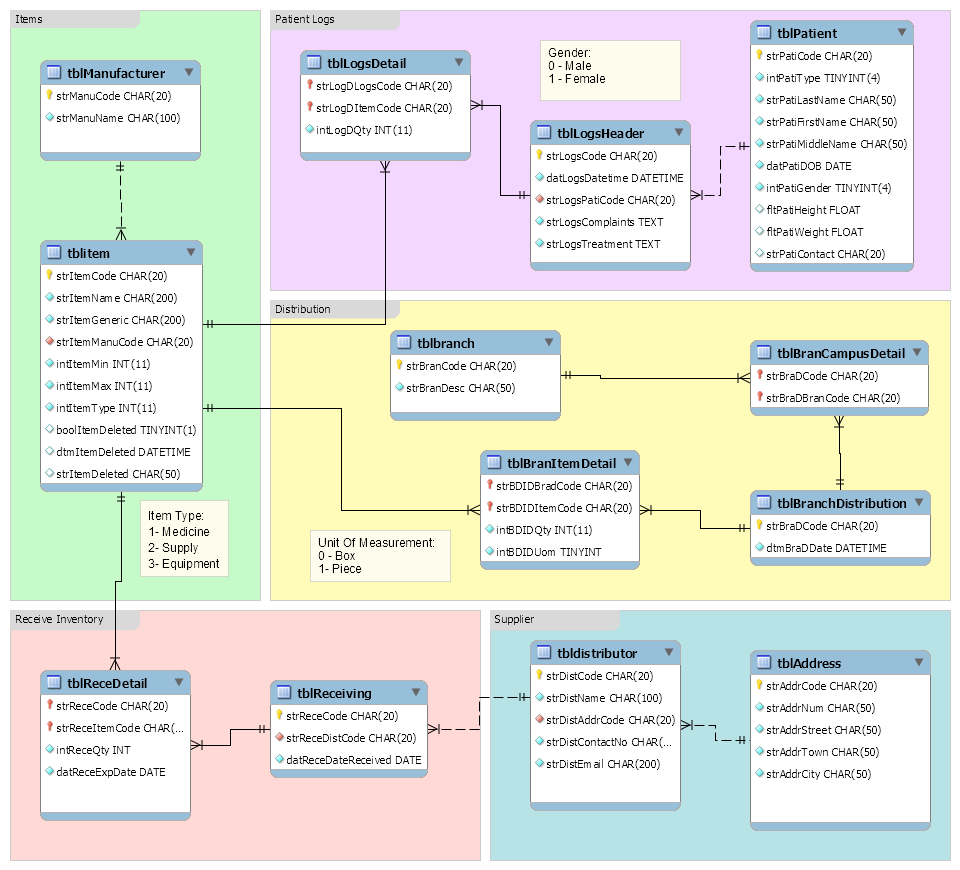 Items
tblManufacturer
strManuCode CHAR(20)
strManuName CHAR(100)
tblitem
strItemCode CHAR(20)
strItemName CHAR(200)
strItemGeneric CHAR(200)
strItemManuCode CHAR(20)
intItemMin INT(11)
intItemMax INT(11)
intItemType INT(11)
boolItemDeleted TINYINT(1)
dtmItemDeleted DATETIME
strItemDeleted CHAR(50)
Item Type:
1- Medicine
2- Supply
3- Equipment
Patient Logs
tblLogsDetail
strLogDLogsCode CHAR(20)
strLogDItemCode CHAR(20)
intLogDQty INT(11)
Gender:
0 - Male
1 - Female
tblLogsHeader
strLogsCode CHAR(20)
datLogsDatetime DATETIME
strLogsPatiCode CHAR(20)
strLogsComplaints TEXT
strLogsTreatment TEXT
tblPatient
strPatiCode CHAR(20)
intPatiType TINYINT(4)
strPatiLastName CHAR(50)
strPatiFirstName CHAR(50)
strPatiMiddleName CHAR(50)
datPatiDOB DATE
intPatiGender TINYINT(4)
fltPatiHeight FLOAT
fltPatiWeight FLOAT
strPatiContact CHAR(20)
Distribution
tblbranch
strBranCode CHAR(20)
strBranDesc CHAR(50)
tblBranCampusDetail
strBraDCode CHAR(20)
strBraDBranCode CHAR(20)
tblBranItemDetail
strBDIDBradCode CHAR(20)
strBDIDItemCode CHAR(20)
intBDIDQty INT(11)
intBDIDUom TINYINT
Unit Of Measurement:
0 - Box
1- Piece
tblBranchDistribution
strBraDCode CHAR(20)
dtmBraDDate DATETIME
Receive Inventory
tblReceDetail
strReceCode CHAR(20)
strReceItemCode CHAR(...
intReceQty INT
datReceExpDate DATE
tblReceiving
strReceCode CHAR(20)
strReceDistCode CHAR(20)
datReceDateReceived DATE
Supplier
tbldistributor
strDistCode CHAR(20)
strDistName CHAR(100)
strDistAddrCode CHAR(20)
strDistContactNo CHAR(...
strDistEmail CHAR(200)
tblAddress
strAddrCode CHAR(20)
strAddrNum CHAR(50)
strAddrStreet CHAR(50)
strAddrTown CHAR(50)
strAddrCity CHAR(50)